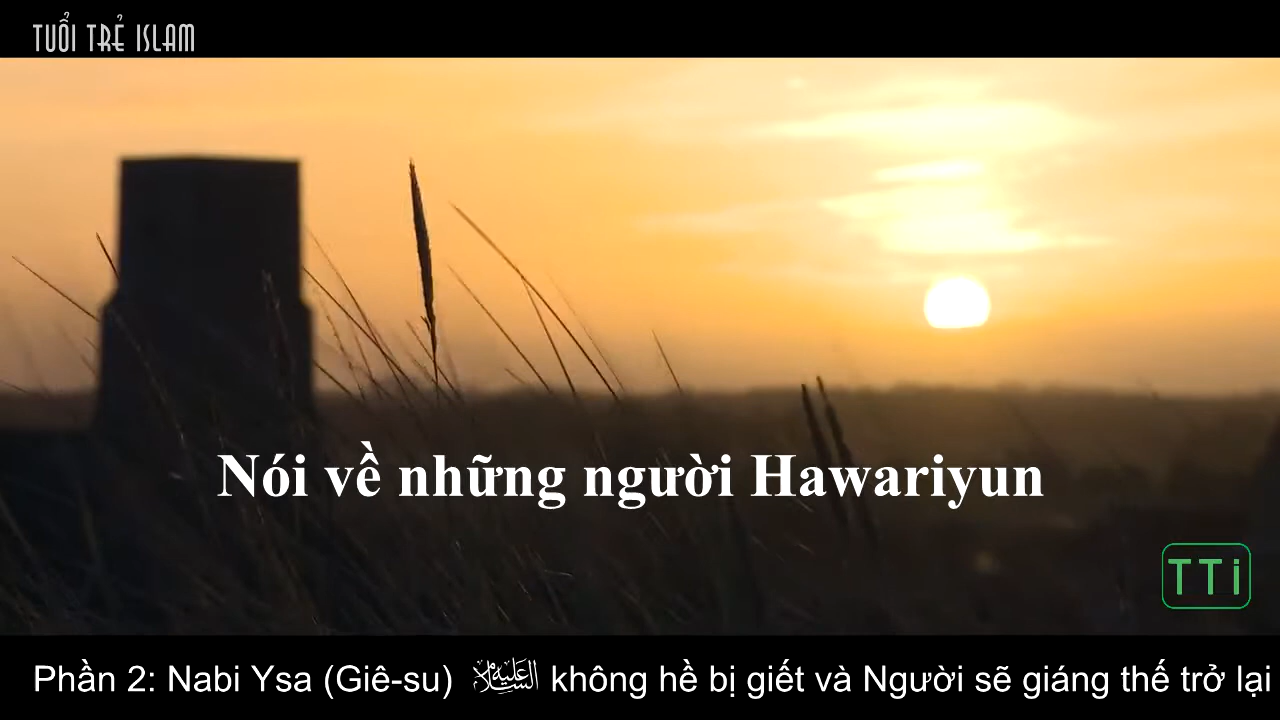 TUỔI TRẺ ISLAM
Nói về những người Hawariyun
TTi
Phần 2: Nabi Ysa (Giê-su) عليه السلام không hề bị giết và Người sẽ giáng thế trở lại